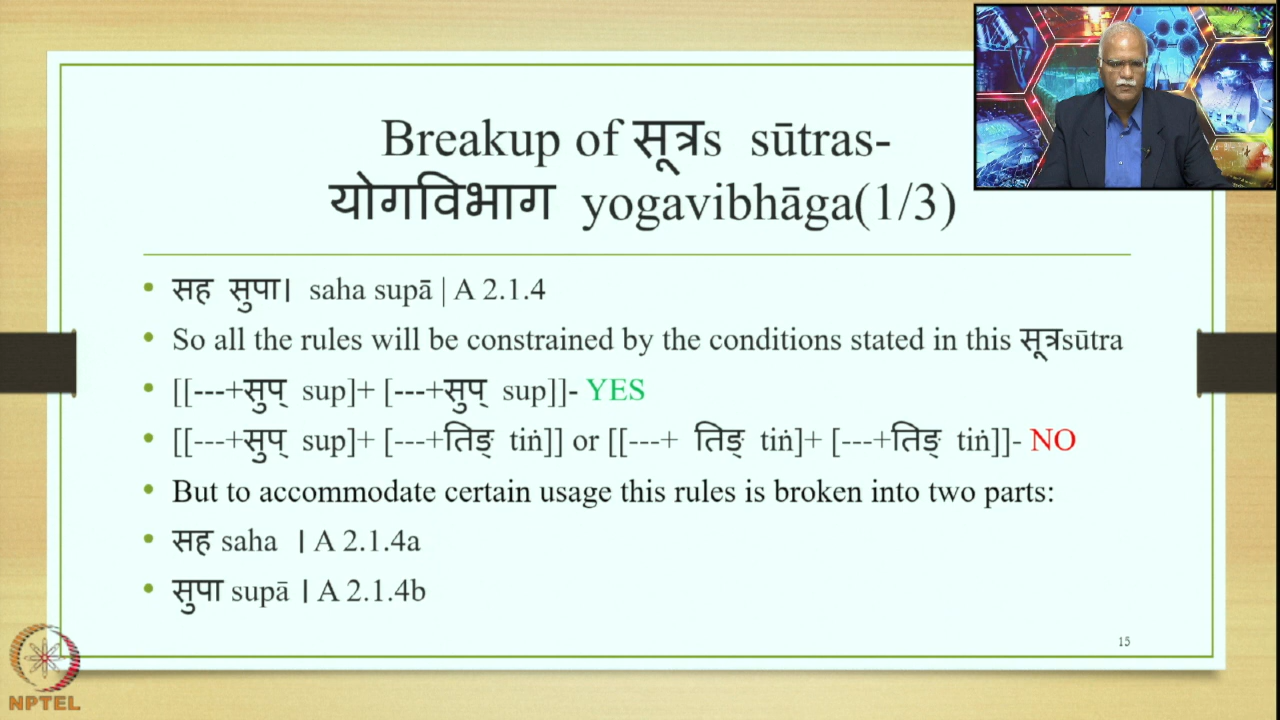 Breakup of सूत्रs sūtras-
योगविभाग yogavibhāga(1/3)
• सह सुपा। saha supā | A 2.1.4
• So all the rules will be constrained by the conditions stated in this सूत्रsūtra
• [[---+सुप् sup]+ [---+सुप् sup]]- YES
• [[---+सुप् sup]+ [---+तिङ् tiṅ]] or [[---+ तिङ् tiṅ]+ [---+तिङ् tiṅ]]- NO
• But to accommodate certain usage this rules is broken into two parts:
• सह saha । A 2.1.4a
• सुपा supā । A 2.1.4b
15
NPTEL